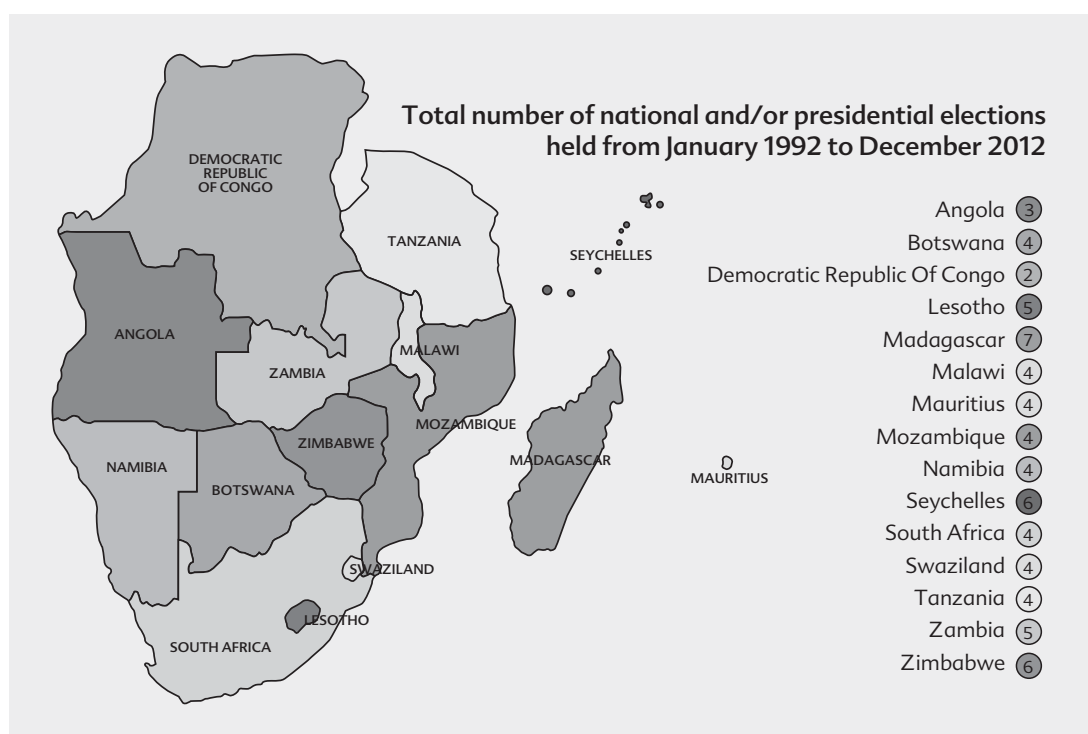 Total number of national and/or presidential elections
held from January 1992 to December 2012
DEMOCRATIC
REPUBLIC
OF CONGO
TANZANIA
SEYCHELLES
ANGOLA
MALAWI
ZAMBIA
MOZAMBIQUE
ZIMBABWE
MADAGASCAR
NAMIBIA
MAURITIUS
BOTSWANA
SWAZILAND
LESOTHO
SOUTH AFRICA
Angola 3
Botswana 4
Democratic Republic Of Congo 2
Lesotho 5
Madagascar 7
Malawi 4
Mauritius 4
Mozambique 4
Namibia 4
Seychelles 6
South Africa 4
Swaziland 4
Tanzania 4
Zambia 5
Zimbabwe 6